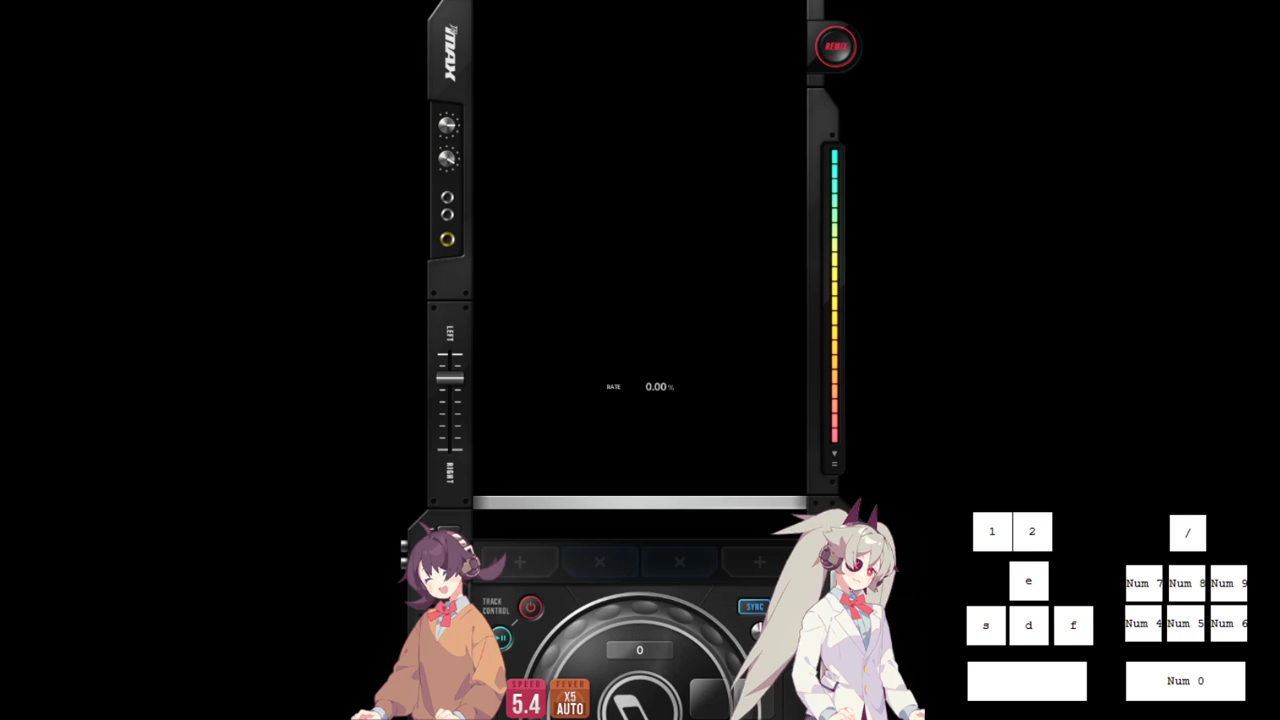 MAX
REMIX
LEFT
RATE 0.00%
RIGHT
TRACK
CONTROL
SYNC
0
SPEED
5.4
FEVER
X5
AUTO
1 2
/
e
Num 7 Num 8 Num 9
s d f
Num 4 Num 5 Num 6
Num 0